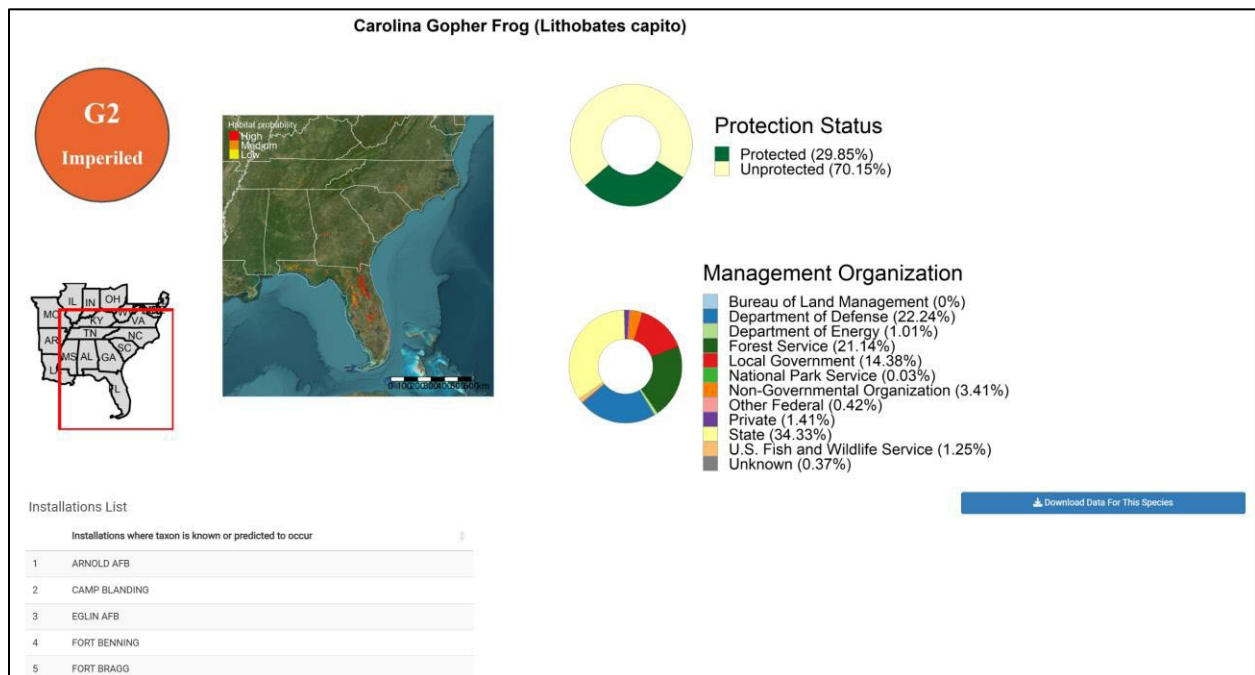 Carolina Gopher Frog (Lithobates capito)
G2
Imperiled
Habitat probability
High
Medium
Low
0 100200300400500600km
Protection Status
Protected (29.85%)
Unprotected (70.15%)
IL
IN
OH
KY
VA
TN
NC
AR
SC
MS
AL
GA
Management Organization
Bureau of Land Management (0%)
Department of Defense (22.24%)
Department of Energy (1.01%)
Forest Service (21.14%)
Local Government (14.38%)
National Park Service (0.03%)
Non-Governmental Organization (3.41%)
Other Federal (0.42%)
Private (1.41%)
State (34.33%)
U.S. Fish and Wildlife Service (1.25%)
Unknown (0.37%)
Installations List
Download Data For This Species
Installations where taxon is known or predicted to occur
1 ARNOLD AFB
2 CAMP BLANDING
3 EGLIN AFB
4 FORT BENNING
5 FORT BRAGG